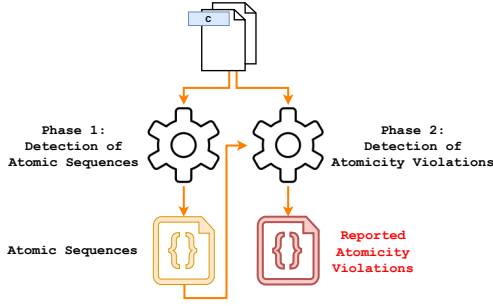 C
Phase 1:
Detection of
Atomic Sequences
Phase 2:
Detection of
Atomicity Violations
Atomic Sequences
{}
{}
Reported
Atomicity
Violations